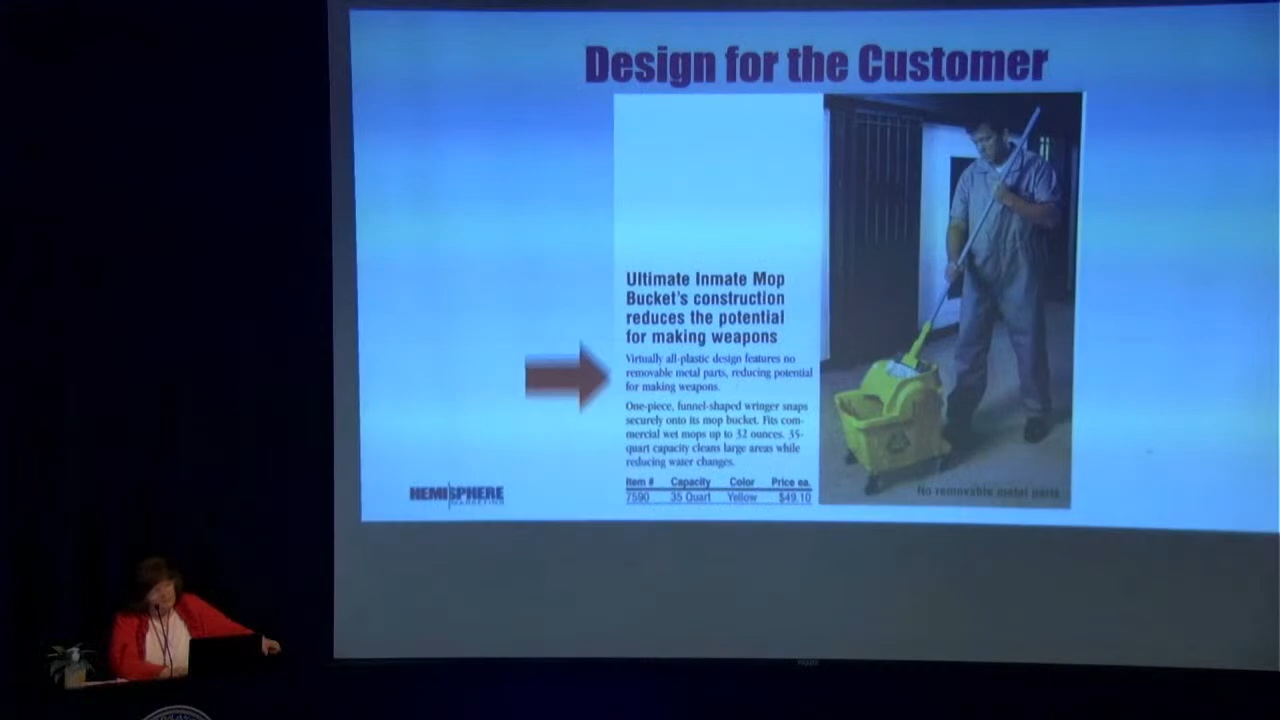 Design for the Customer
Ultimate Inmate Mop
Bucket's construction
reduces the potential
for making weapons
Virtually all-plastic design features no
removable metal parts, reducing potential
for making weapons.
One-piece, funnel-shaped wringer snaps
securely onto its mop bucket. Fits com-
mercial wet mops up to 32 ounces. 35-
quart capacity cleans large areas while
reducing water changes.
Item # Capacity Color Price ea.
7590 35 Quart Yellow $49.10
No removable metal parts
HEMISPHERE
MARKETING